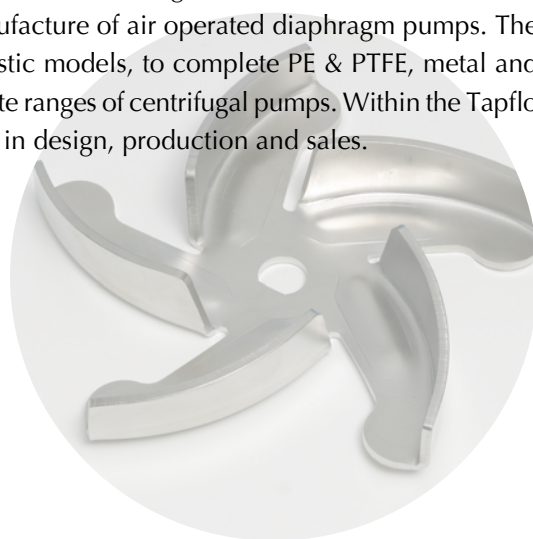 ufacture of air operated diaphragm pumps. The
stic models, to complete PE & PTFE, metal and
te ranges of centrifugal pumps. Within the Tapflo
in design, production and sales.